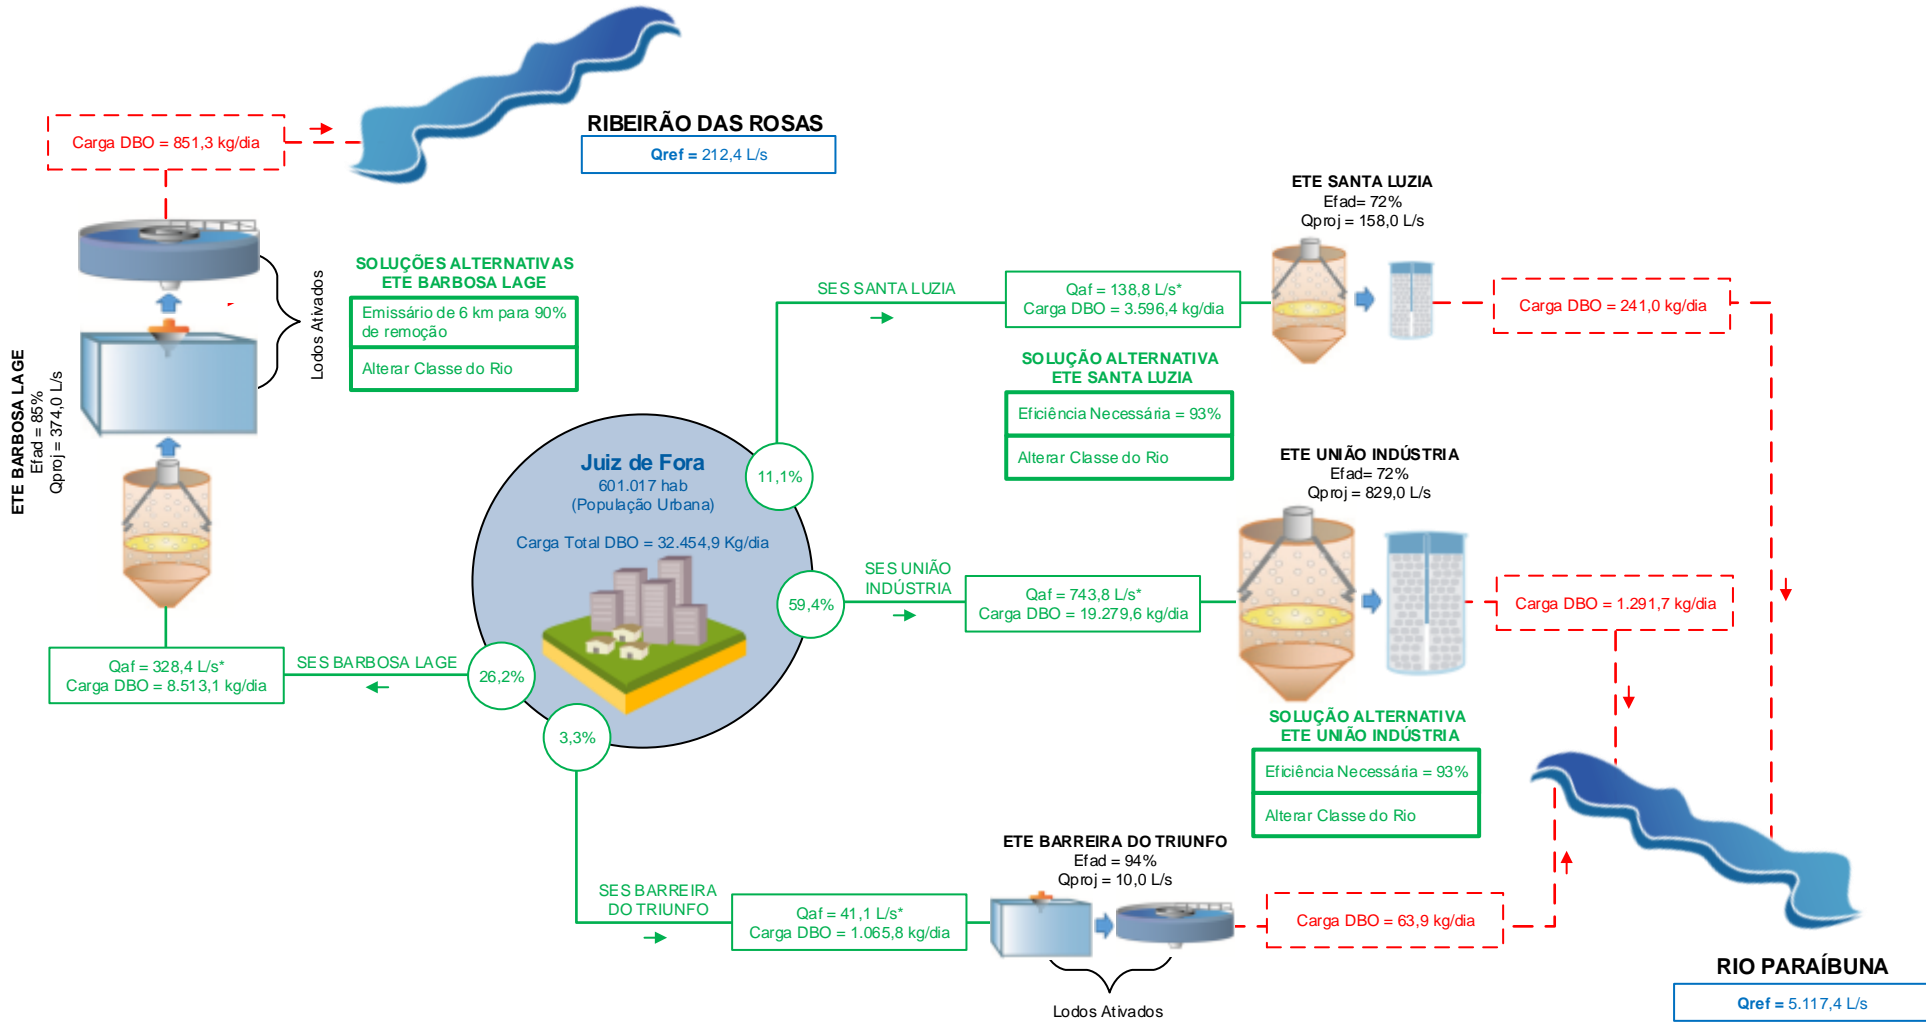 RIBEIRÃO DAS ROSAS
Qref = 212,4 L/s
Carga DBO = 851,3 kg/dia
ETE BARBOSA LAGE
Efad = 85%
Qproj = 374,0 L/s
Lodos Ativados
SOLUÇÕES ALTERNATIVAS
ETE BARBOSA LAGE
Emissário de 6 km para 90%
de remoção
Alterar Classe do Rio
SES SANTA LUZIA
Qaf = 138,8 L/s*
Carga DBO = 3.596,4 kg/dia
ETE SANTA LUZIA
Efad= 72%
Qproj = 158,0 L/s
Carga DBO = 241,0 kg/dia
SOLUÇÃO ALTERNATIVA
ETE SANTA LUZIA
Eficiência Necessária = 93%
Alterar Classe do Rio
Juiz de Fora
601.017 hab
(População Urbana)
Carga Total DBO = 32.454,9 Kg/dia
11,1%
59,4%
26,2%
3,3%
SES UNIÃO
INDÚSTRIA
Qaf = 743,8 L/s*
Carga DBO = 19.279,6 kg/dia
ETE UNIÃO INDÚSTRIA
Efad= 72%
Qproj = 829,0 L/s
Carga DBO = 1.291,7 kg/dia
SOLUÇÃO ALTERNATIVA
ETE UNIÃO INDÚSTRIA
Eficiência Necessária = 93%
Alterar Classe do Rio
SES BARBOSA LAGE
Qaf = 328,4 L/s*
Carga DBO = 8.513,1 kg/dia
SES BARREIRA
DO TRIUNFO
Qaf = 41,1 L/s*
Carga DBO = 1.065,8 kg/dia
ETE BARREIRA DO TRIUNFO
Efad = 94%
Qproj = 10,0 L/s
Lodos Ativados
Carga DBO = 63,9 kg/dia
RIO PARAÍBUNA
Qref = 5.117,4 L/s